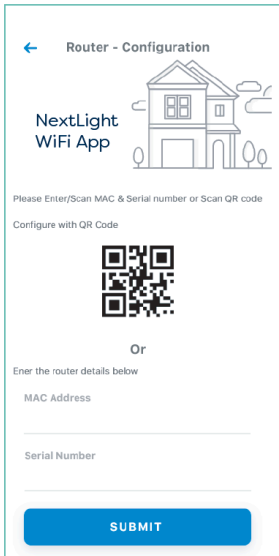 Router - Configuration
NextLight
WiFi App
Please Enter/Scan MAC & Serial number or Scan QR code
Configure with QR Code
Or
Ener the router details below
MAC Address
Serial Number
SUBMIT